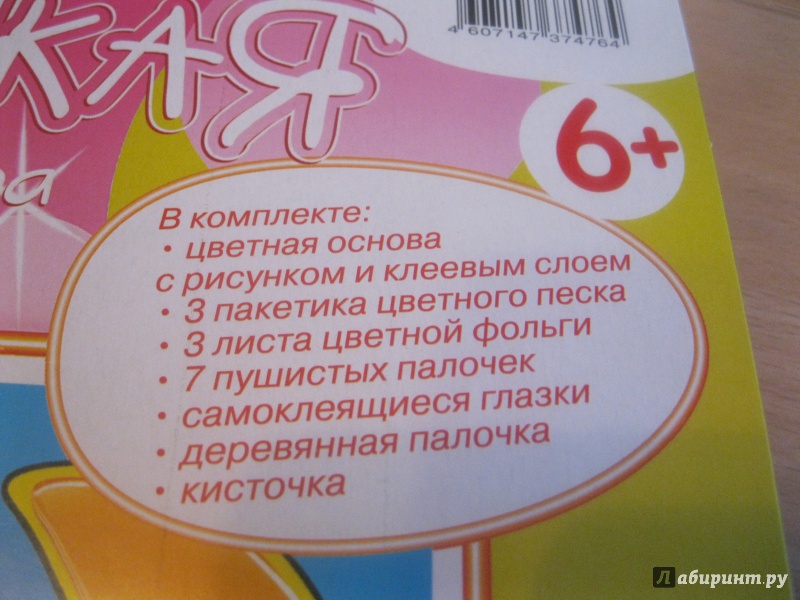 КАЯ
4 607147 374764
6+
В комплекте:
• цветная основа
с рисунком и клеевым слоем
• 3 пакетика цветного песка
• 3 листа цветной фольги
• 7 пушистых палочек
• самоклеящиеся глазки
• деревянная палочка
• кисточка
Лабиринт.ру